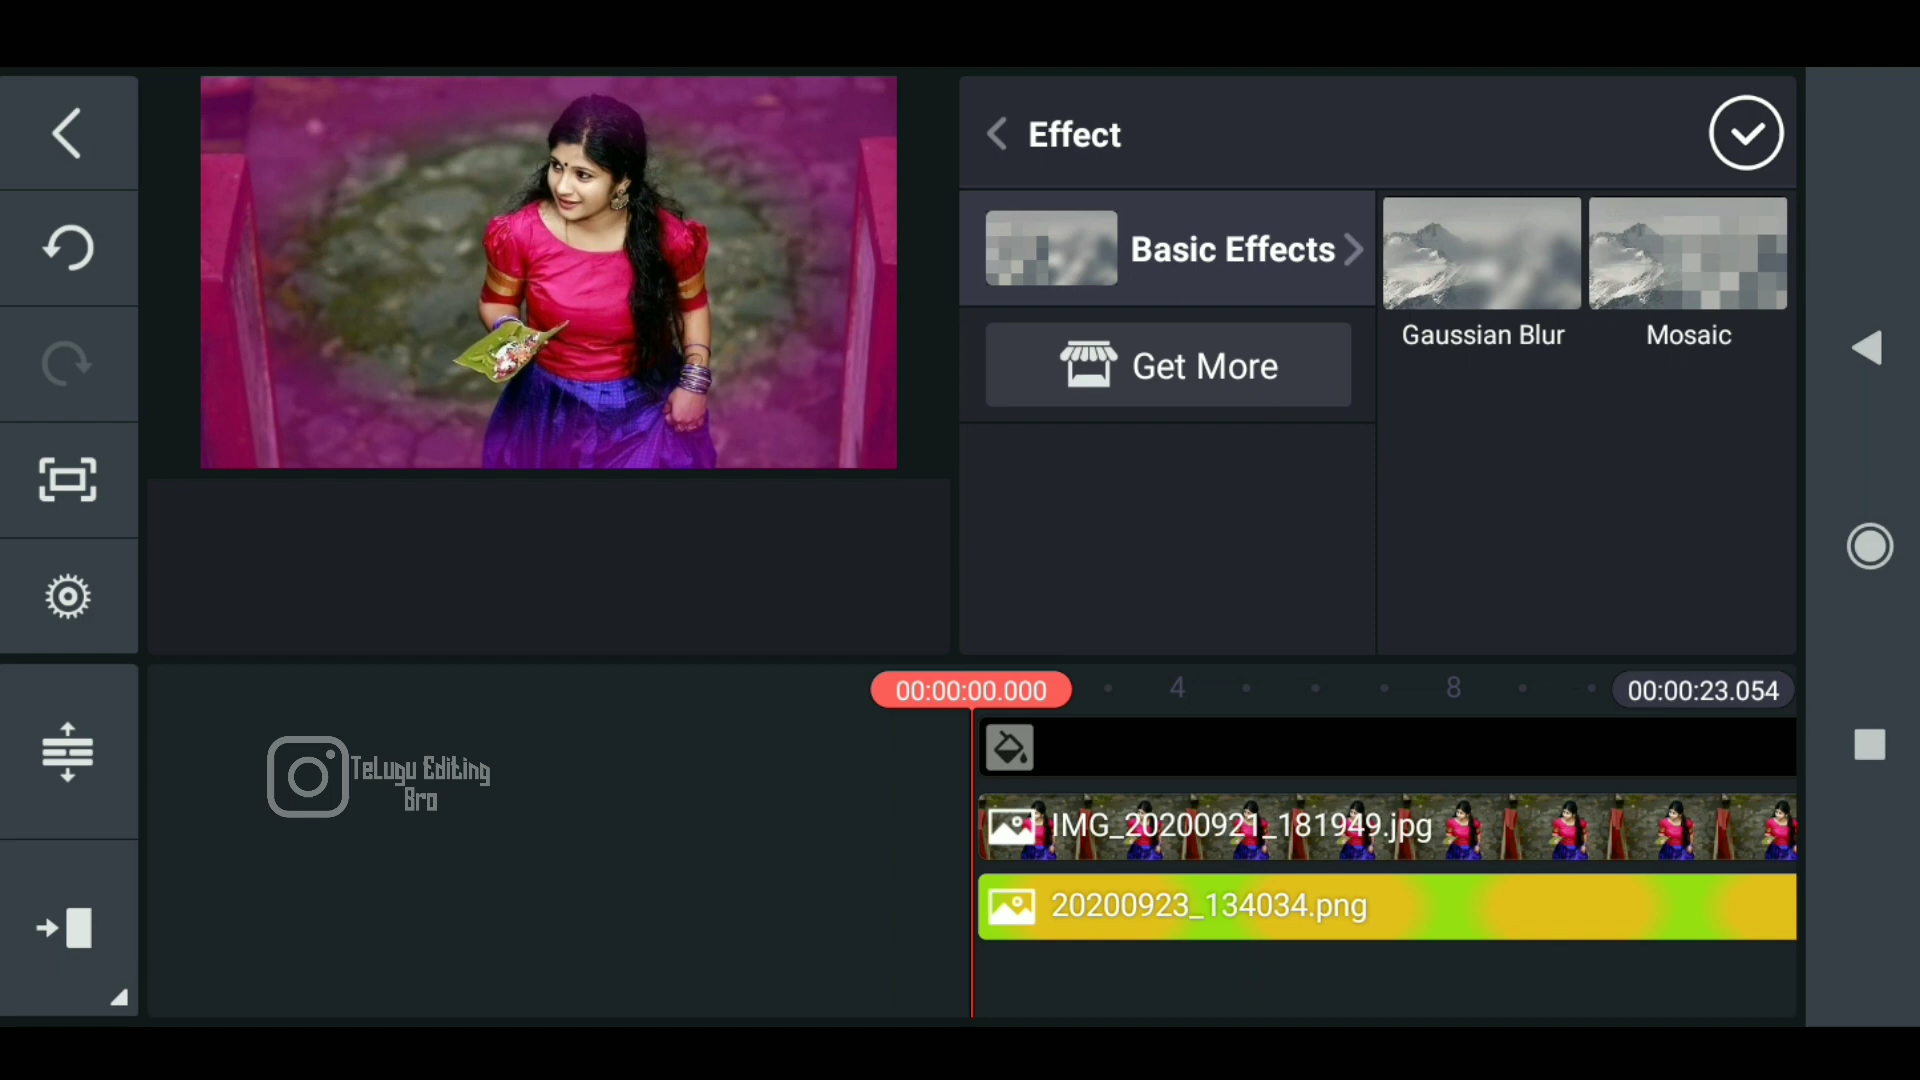 Effect
Basic Effects
Get More
Gaussian Blur
Mosaic
00:00:00.000
4
8
00:00:23.054
IMG_20200921_181949.jpg
20200923_134034.png
Telugu Editing
Bro